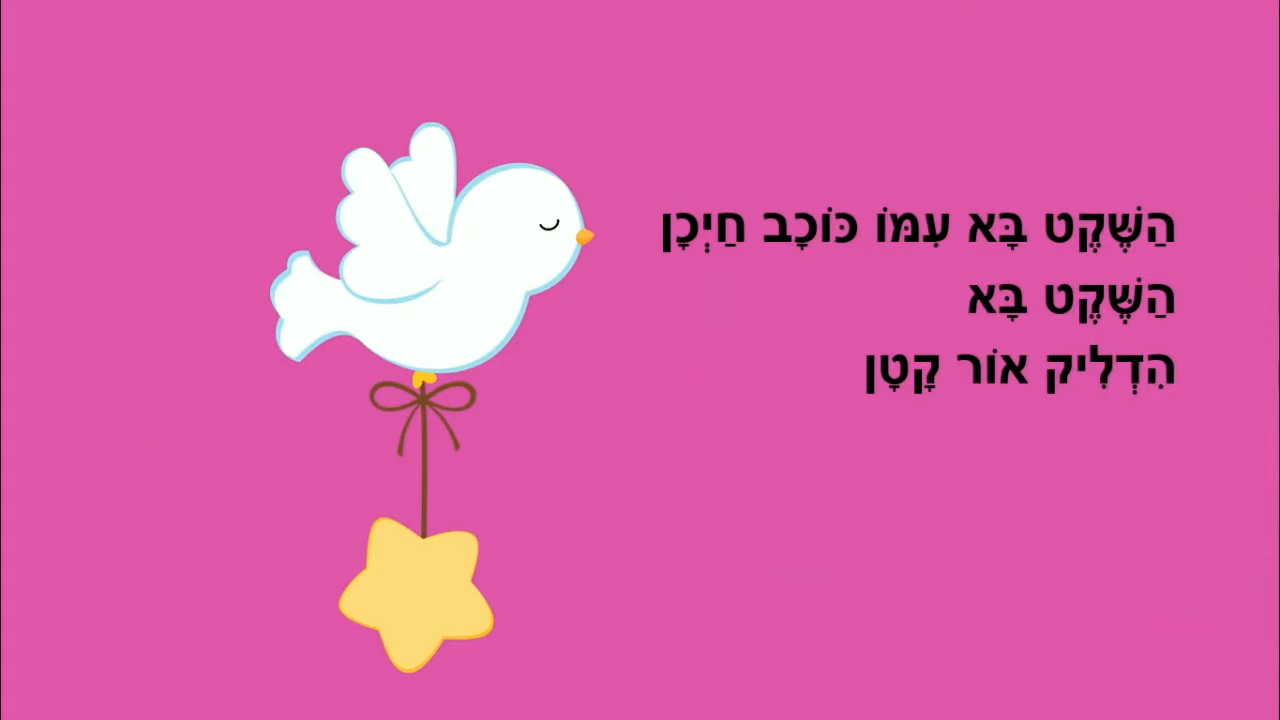 הַשֶּׁקֶט בָּא עִמּוֹ כּוֹכָב חַיְכָן
הַשֶּׁקֶט בָּא
הִדְלִיק אוֹר קָטָן